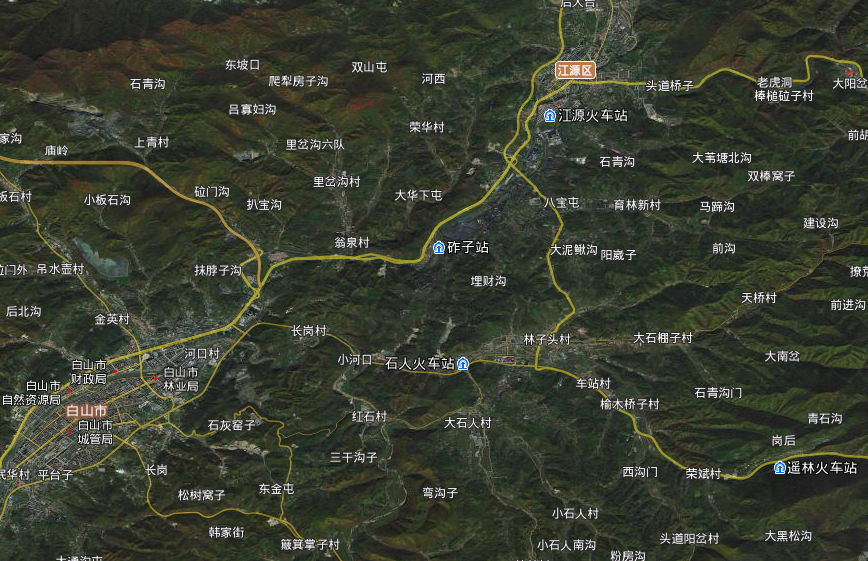 后大台
江源区
东坡口
双山屯
河西
石青沟
爬犁房子沟
头道桥子
老虎洞
大阳岔
棒槌砬子村
吕寡妇沟
江源火车站
荣华村
上青村
里岔沟六队
庙岭
石青沟
大苇塘北沟
双棒窝子
里岔沟村
砬门沟
小板石沟
扒宝沟
大华下屯
八宝屯
育林新村
马蹄沟
建设沟
翁泉村
砟子站
大泥鳅沟
阳崴子
前沟
吊水壶村
抹脖子沟
埋财沟
天桥村
前进沟
后北沟
金英村
长岗村
林子头村
大石棚子村
河口村
小河口
石人火车站
大南岔
白山市
财政局
白山市
林业局
车站村
白山市
自然资源局
石青沟门
榆木桥子村
白山市
红石村
大石人村
青石沟
白山市
城管局
石灰窑子
岗后
三干沟子
长岗
平台子
西沟门
荣斌村
遥林火车站
松树窝子
东金屯
弯沟子
小石人村
韩家街
簸箕掌子村
小石人南沟
头道阳岔村
大黑松沟
粉房沟